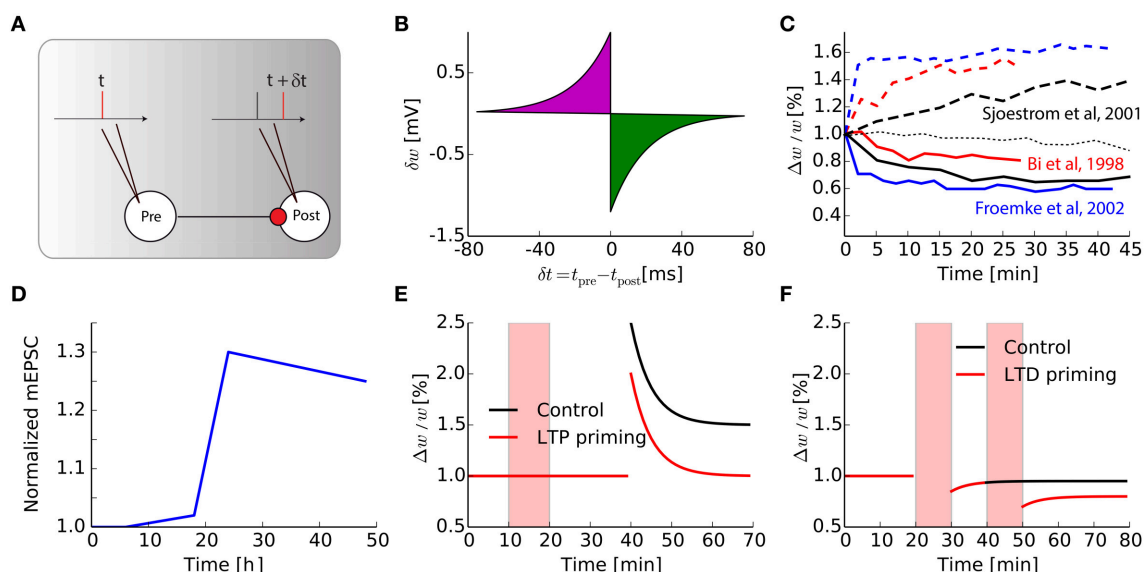 A
t
t + δt
Pre
Post
B
δw [mV]
-0.5
-1.5
-80
-40
0
40
80
δt = t_pre − t_post [ms]
C
Δw / w [%]
1.6
1.4
1.2
1.0
0.8
0.6
0.4
Sjoestrom et al, 2001
Bi et al, 1998
Froemke et al, 2002
0
5
10
15
20
25
30
35
40
45
Time [min]
D
Normalized mEPSC
1.3
1.2
1.1
1.0
0
10
20
30
40
50
Time [h]
E
Δw / w [%]
2.5
2.0
1.5
1.0
0.5
Control
LTP priming
0
10
20
30
40
50
60
70
Time [min]
F
Δw / w [%]
2.5
2.0
1.5
1.0
0.5
Control
LTD priming
0
10
20
30
40
50
60
70
80
Time [min]